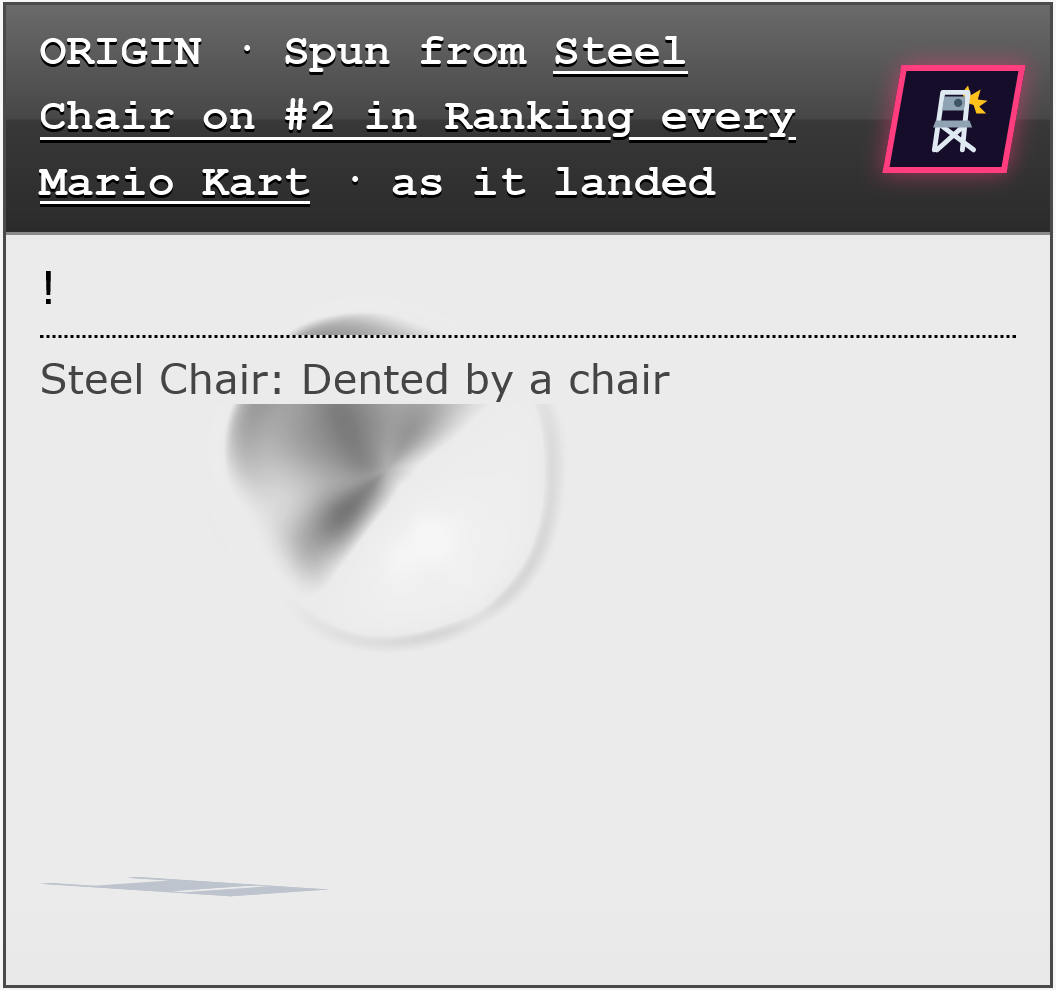 ORIGIN · Spun from Steel
Chair on #2 in Ranking every
Mario Kart · as it landed
!
Steel Chair: Dented by a chair